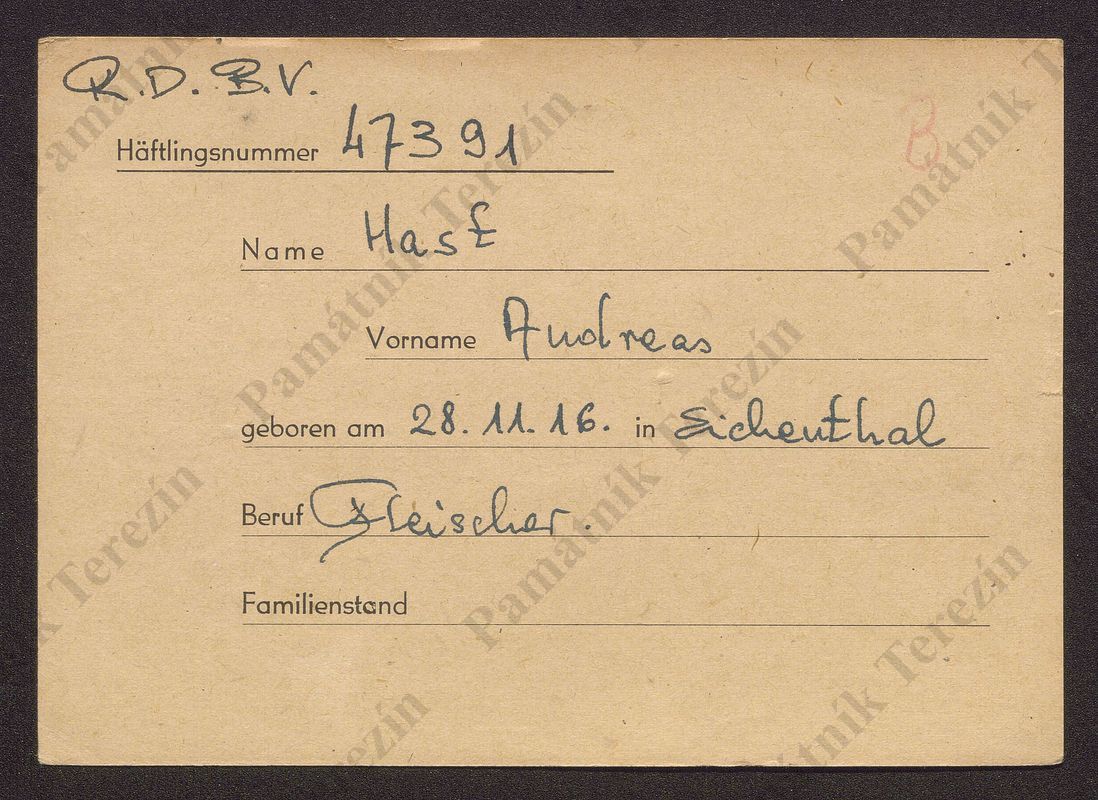 R.D. B.V.
B
Häftlingsnummer 47391
Name Hast
Vorname Andreas
geboren am 28.11.16. in Eichenthal
Beruf Fleischer.
Familienstand
Památník Terezín